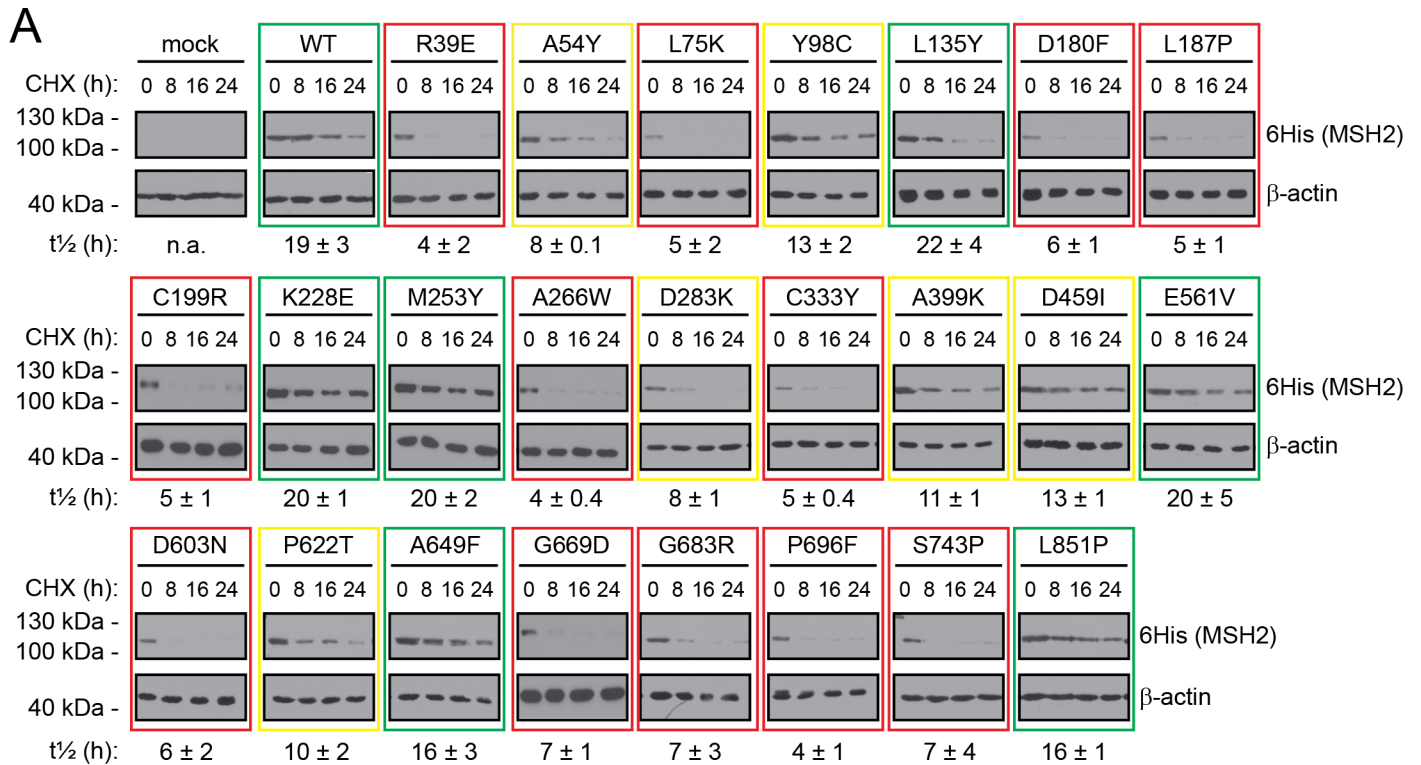 A
mock WT R39E A54Y L75K Y98C L135Y D180F L187P
CHX (h): 0 8 16 24 0 8 16 24 0 8 16 24 0 8 16 24 0 8 16 24 0 8 16 24 0 8 16 24 0 8 16 24 0 8 16 24
130 kDa -
100 kDa -
6His (MSH2)
40 kDa -
β-actin
t½ (h): n.a. 19 ± 3 4 ± 2 8 ± 0.1 5 ± 2 13 ± 2 22 ± 4 6 ± 1 5 ± 1
C199R K228E M253Y A266W D283K C333Y A399K D459I E561V
CHX (h): 0 8 16 24 0 8 16 24 0 8 16 24 0 8 16 24 0 8 16 24 0 8 16 24 0 8 16 24 0 8 16 24 0 8 16 24
130 kDa -
100 kDa -
6His (MSH2)
40 kDa -
β-actin
t½ (h): 5 ± 1 20 ± 1 20 ± 2 4 ± 0.4 8 ± 1 5 ± 0.4 11 ± 1 13 ± 1 20 ± 5
D603N P622T A649F G669D G683R P696F S743P L851P
CHX (h): 0 8 16 24 0 8 16 24 0 8 16 24 0 8 16 24 0 8 16 24 0 8 16 24 0 8 16 24 0 8 16 24
130 kDa -
100 kDa -
6His (MSH2)
40 kDa -
β-actin
t½ (h): 6 ± 2 10 ± 2 16 ± 3 7 ± 1 7 ± 3 4 ± 1 7 ± 4 16 ± 1